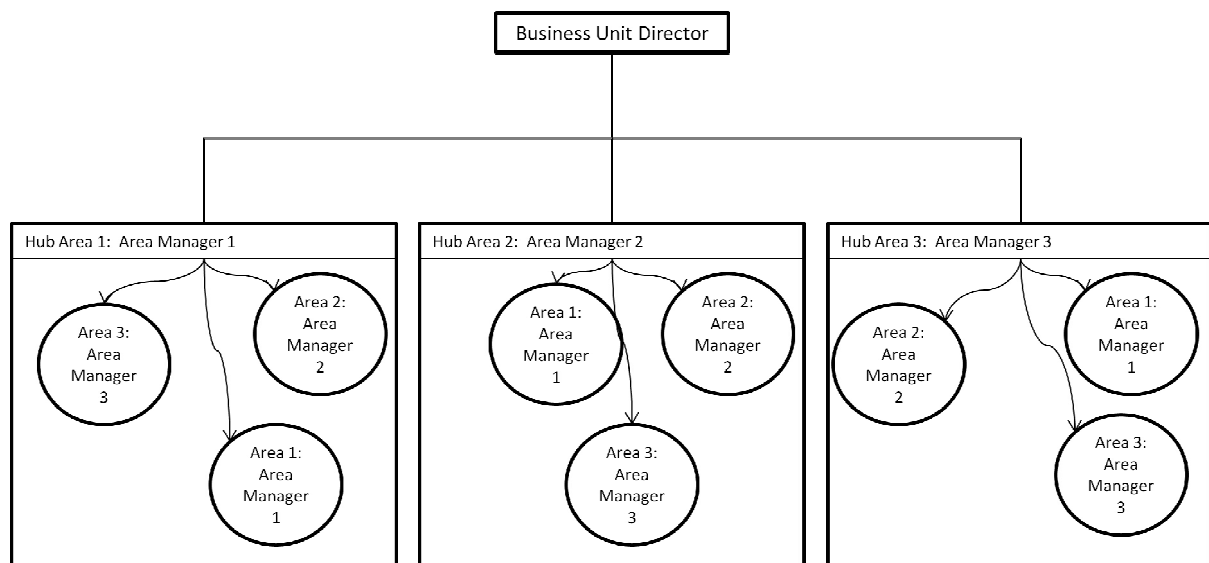 Business Unit Director
Hub Area 1:  Area Manager 1
Area 3:
Area
Manager
3
Area 2:
Area
Manager
2
Area 1:
Area
Manager
1
Hub Area 2:  Area Manager 2
Area 1:
Area
Manager
1
Area 2:
Area
Manager
2
Area 3:
Area
Manager
3
Hub Area 3:  Area Manager 3
Area 2:
Area
Manager
2
Area 1:
Area
Manager
1
Area 3:
Area
Manager
3